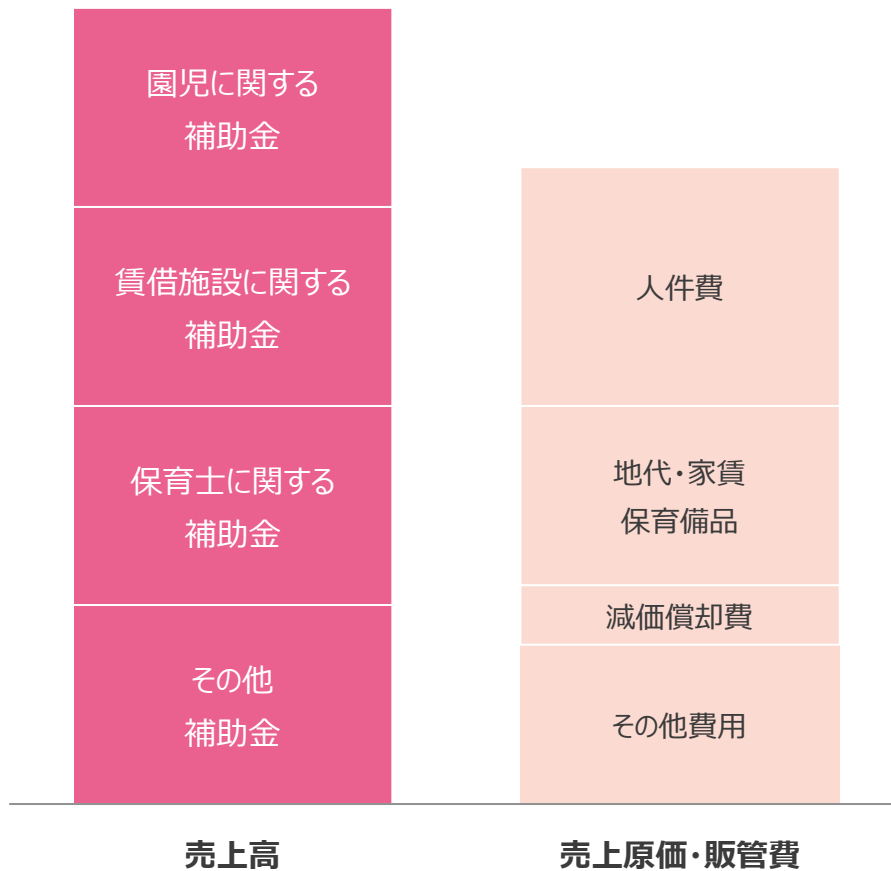 園児に関する
補助金
賃借施設に関する
補助金
保育士に関する
補助金
その他
補助金
売上高
人件費
地代・家賃
保育備品
減価償却費
その他費用
売上原価・販管費